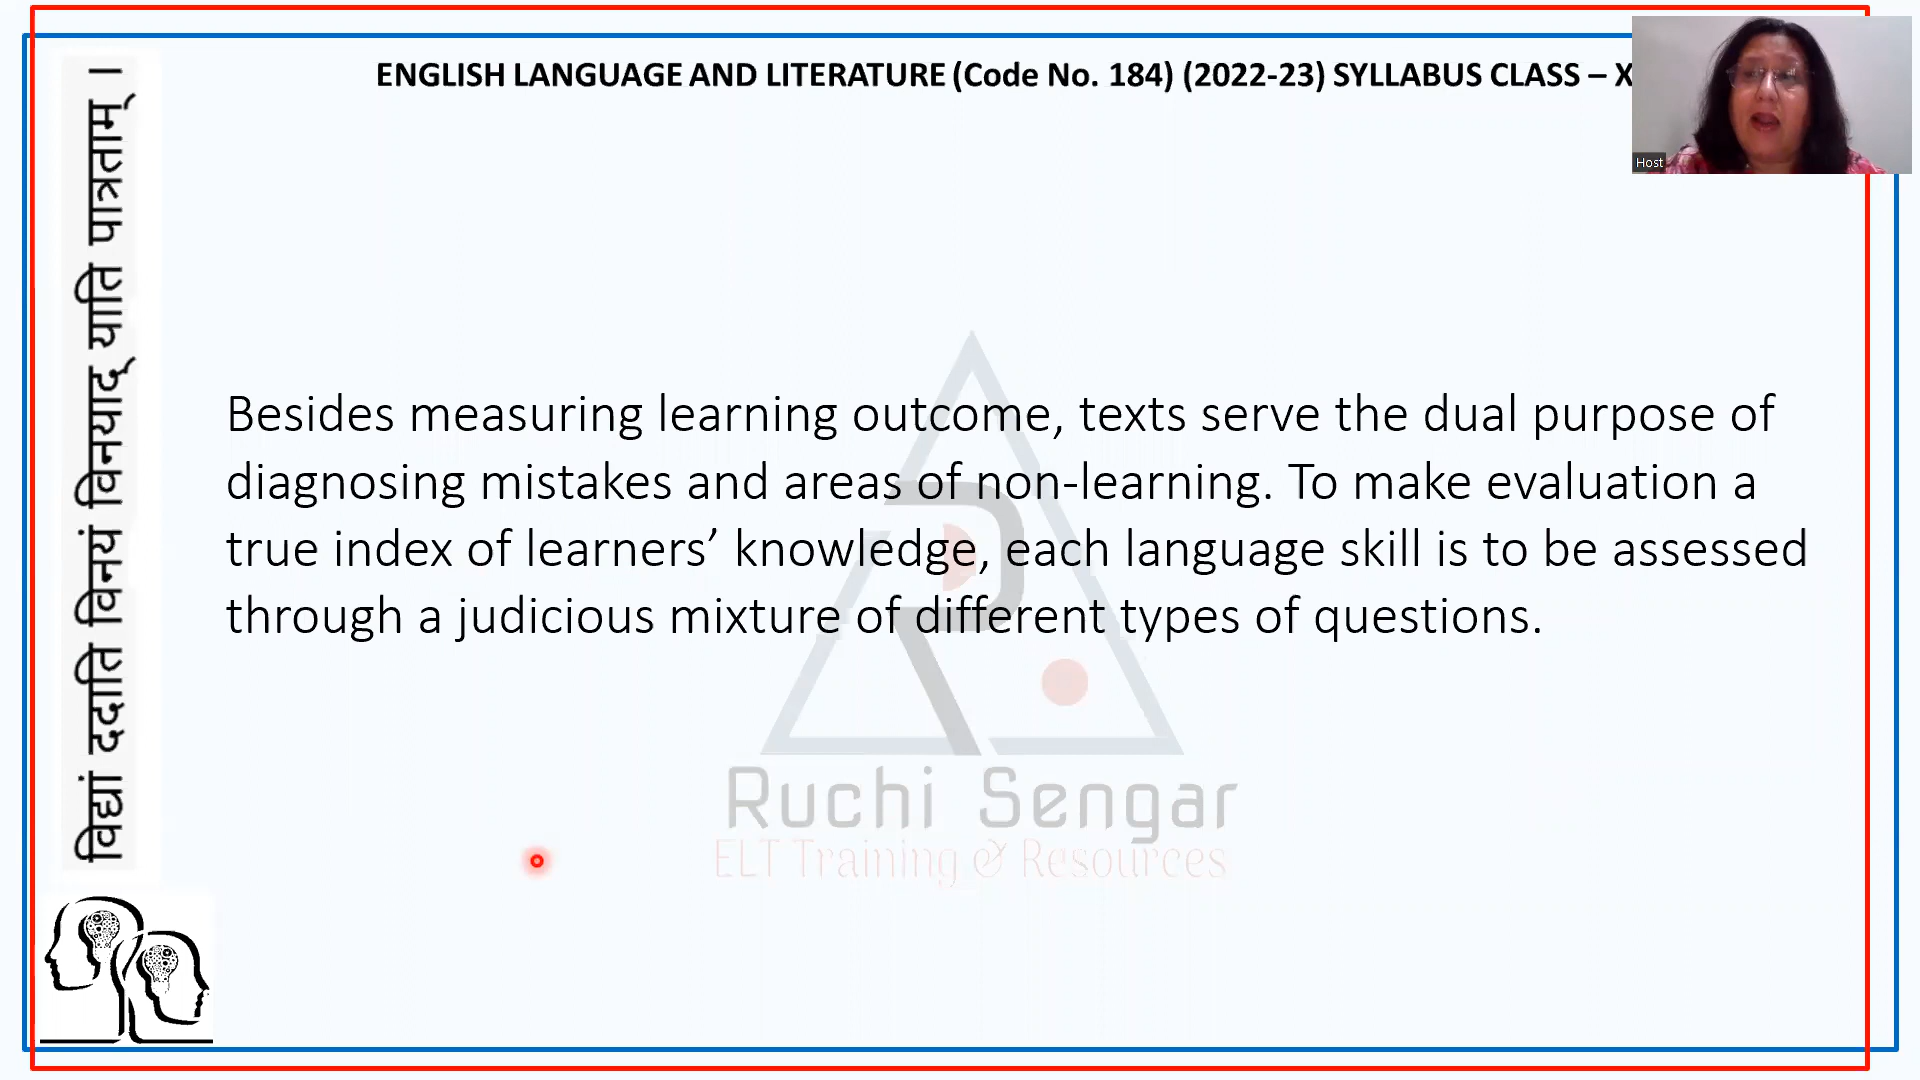 ENGLISH LANGUAGE AND LITERATURE (Code No. 184) (2022-23) SYLLABUS CLASS – X
Host
विद्यां ददाति विनयं विनयाद् याति पात्रताम् ।
Besides measuring learning outcome, texts serve the dual purpose of
diagnosing mistakes and areas of non-learning. To make evaluation a
true index of learners’ knowledge, each language skill is to be assessed
through a judicious mixture of different types of questions.
Ruchi Sengar
ELT Training & Resources